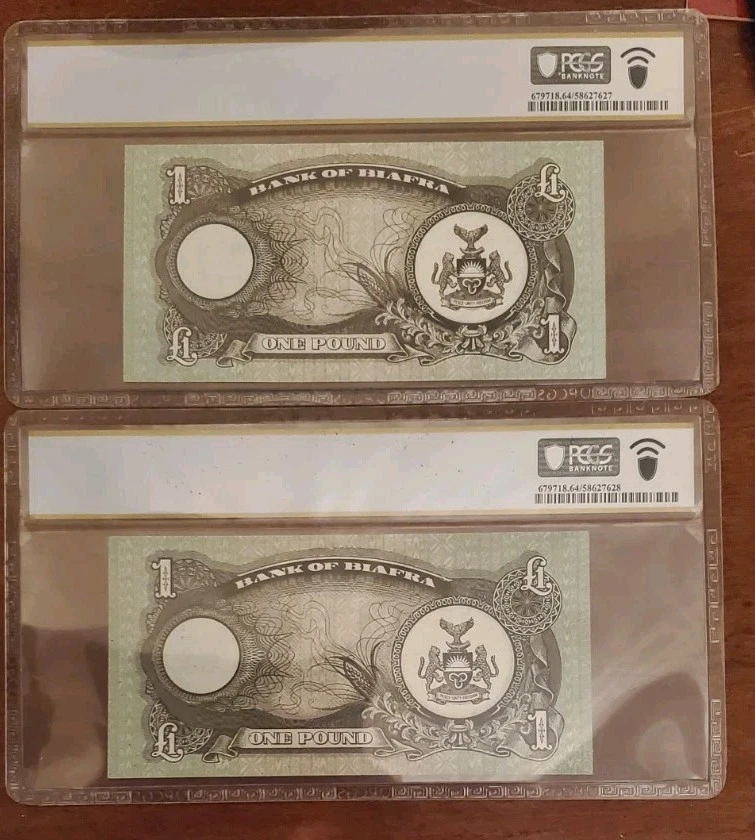 PCGS
BANKNOTE
679718.64/58627627
1
BANK OF BIAFRA
£1
£1
ONE POUND
1
PCGS
BANKNOTE
679718.64/58627628
1
BANK OF BIAFRA
£1
£1
ONE POUND
1